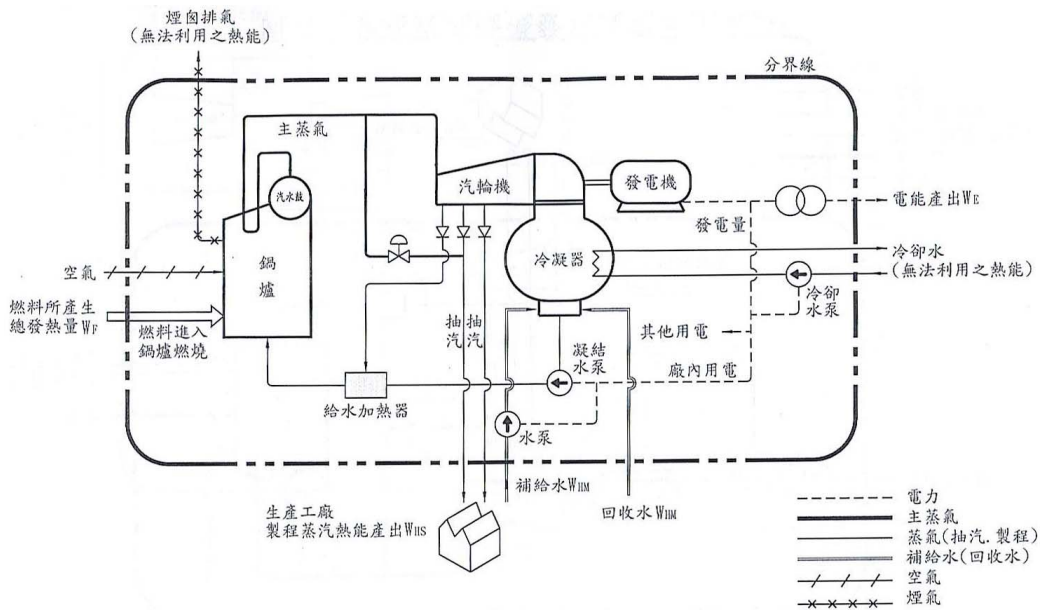 煙囪排氣
(無法利用之熱能)
分界線
主蒸氣
汽水鼓
汽輪機
發電機
發電量
電能產出WE
空氣
鍋
爐
冷凝器
冷卻水
(無法利用之熱能)
冷卻
水泵
燃料所產生
總發熱量WF
燃料進入
鍋爐燃燒
抽
汽
抽
汽
其他用電
凝結
水泵
廠內用電
給水加熱器
水泵
補給水WHM
回收水WHM
生產工廠
製程蒸汽熱能產出WHS
電力
主蒸氣
蒸氣(抽汽.製程)
補給水(回收水)
空氣
煙氣